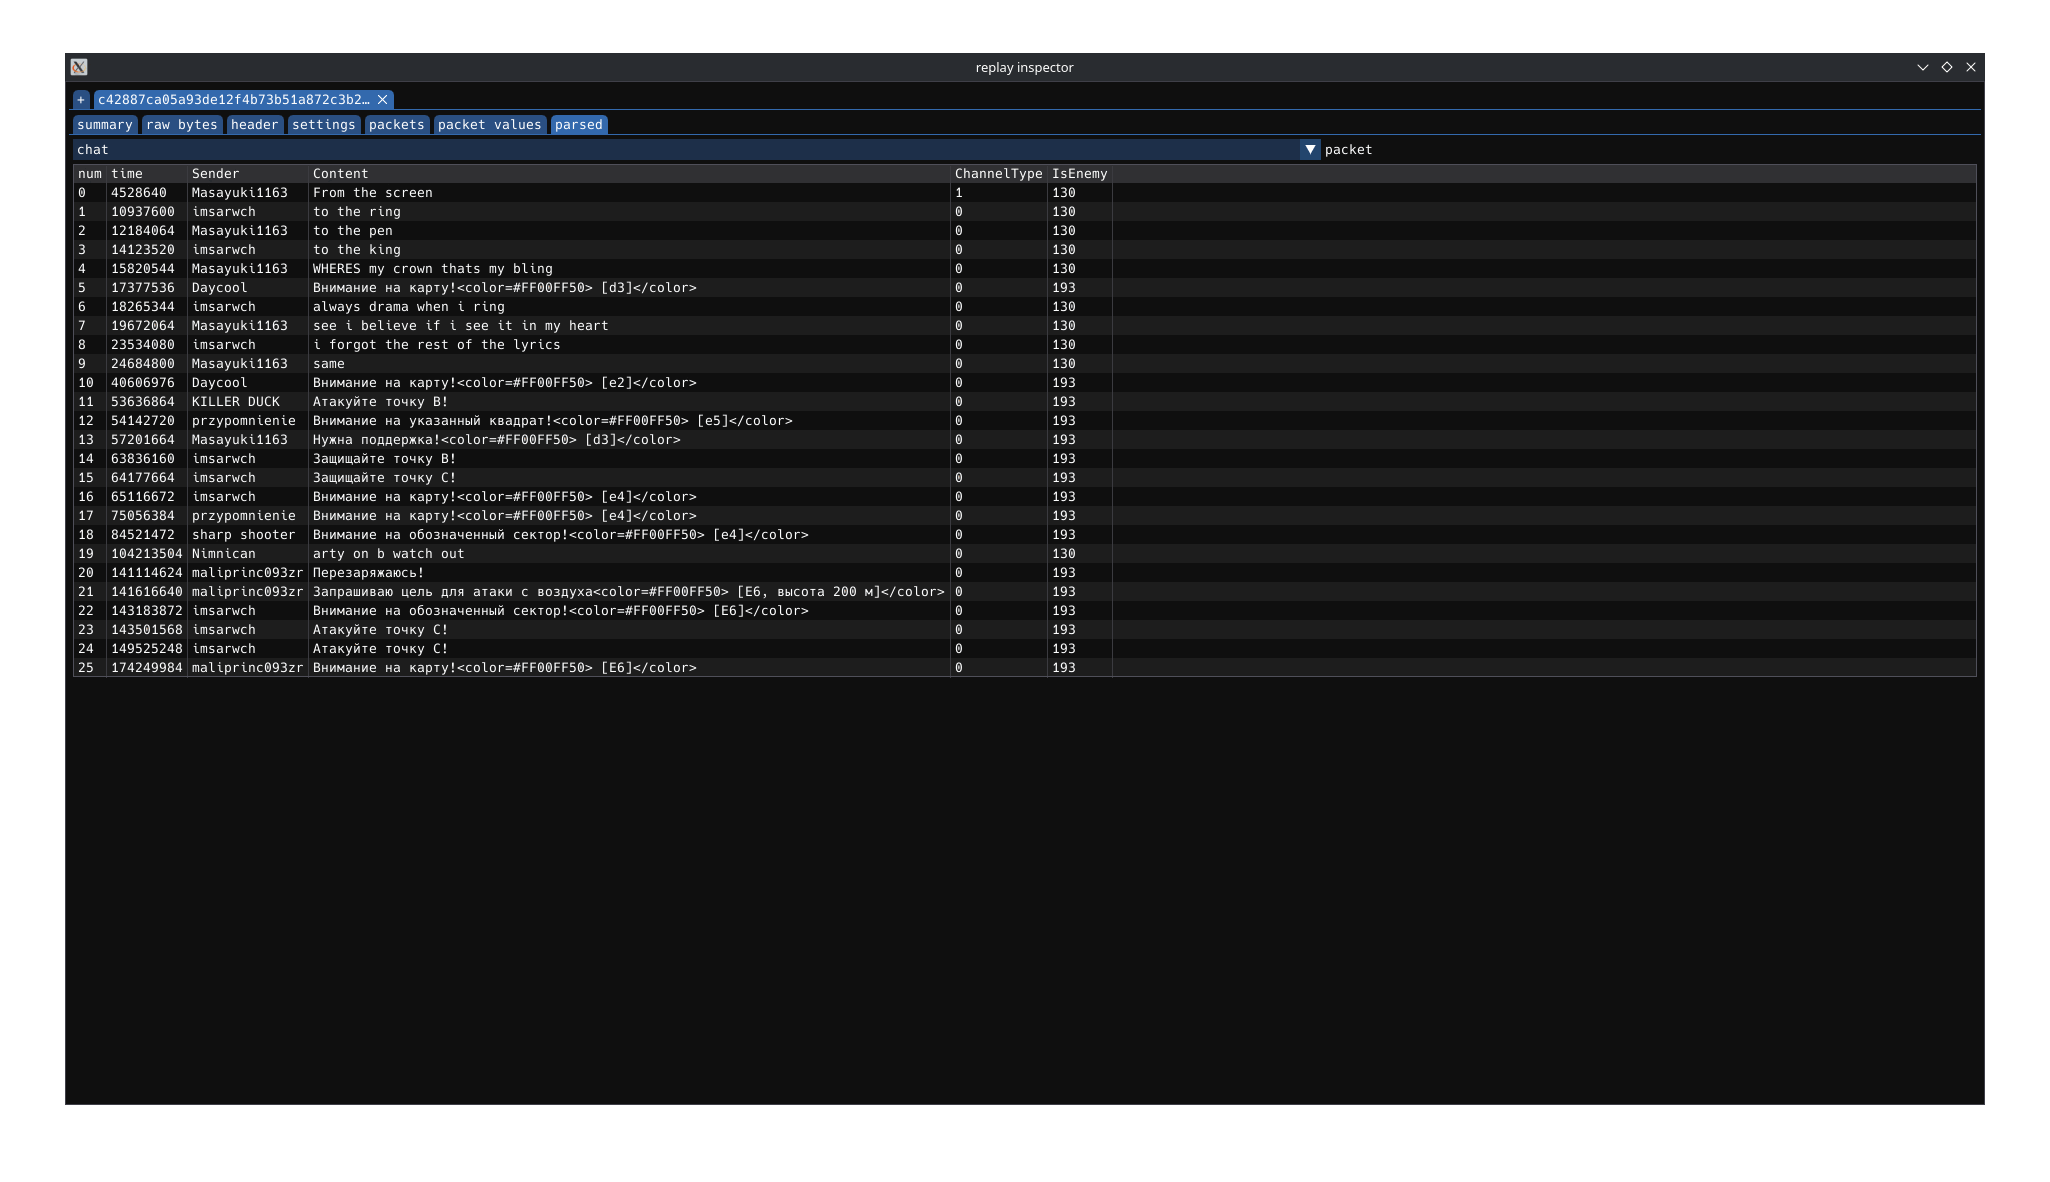 replay inspector
+ c42887ca05a93de12f4b73b51a872c3b2…
summary raw bytes header settings packets packet values parsed
chat packet
num time Sender Content ChannelType IsEnemy
0 4528640 Masayuki1163 From the screen 1 130
1 10937600 imsarwch to the ring 0 130
2 12184064 Masayuki1163 to the pen 0 130
3 14123520 imsarwch to the king 0 130
4 15820544 Masayuki1163 WHERES my crown thats my bling 0 130
5 17377536 Daycool Внимание на карту!<color=#FF00FF50> [d3]</color> 0 193
6 18265344 imsarwch always drama when i ring 0 130
7 19672064 Masayuki1163 see i believe if i see it in my heart 0 130
8 23534080 imsarwch i forgot the rest of the lyrics 0 130
9 24684800 Masayuki1163 same 0 130
10 40606976 Daycool Внимание на карту!<color=#FF00FF50> [e2]</color> 0 193
11 53636864 KILLER DUCK Атакуйте точку B! 0 193
12 54142720 przypomnienie Внимание на указанный квадрат!<color=#FF00FF50> [e5]</color> 0 193
13 57201664 Masayuki1163 Нужна поддержка!<color=#FF00FF50> [d3]</color> 0 193
14 63836160 imsarwch Защищайте точку B! 0 193
15 64177664 imsarwch Защищайте точку C! 0 193
16 65116672 imsarwch Внимание на карту!<color=#FF00FF50> [e4]</color> 0 193
17 75056384 przypomnienie Внимание на карту!<color=#FF00FF50> [e4]</color> 0 193
18 84521472 sharp shooter Внимание на обозначенный сектор!<color=#FF00FF50> [e4]</color> 0 193
19 104213504 Nimnican arty on b watch out 0 130
20 141114624 maliprinc093zr Перезаряжаюсь! 0 193
21 141616640 maliprinc093zr Запрашиваю цель для атаки с воздуха<color=#FF00FF50> [E6, высота 200 м]</color> 0 193
22 143183872 imsarwch Внимание на обозначенный сектор!<color=#FF00FF50> [E6]</color> 0 193
23 143501568 imsarwch Атакуйте точку C! 0 193
24 149525248 imsarwch Атакуйте точку C! 0 193
25 174249984 maliprinc093zr Внимание на карту!<color=#FF00FF50> [E6]</color> 0 193